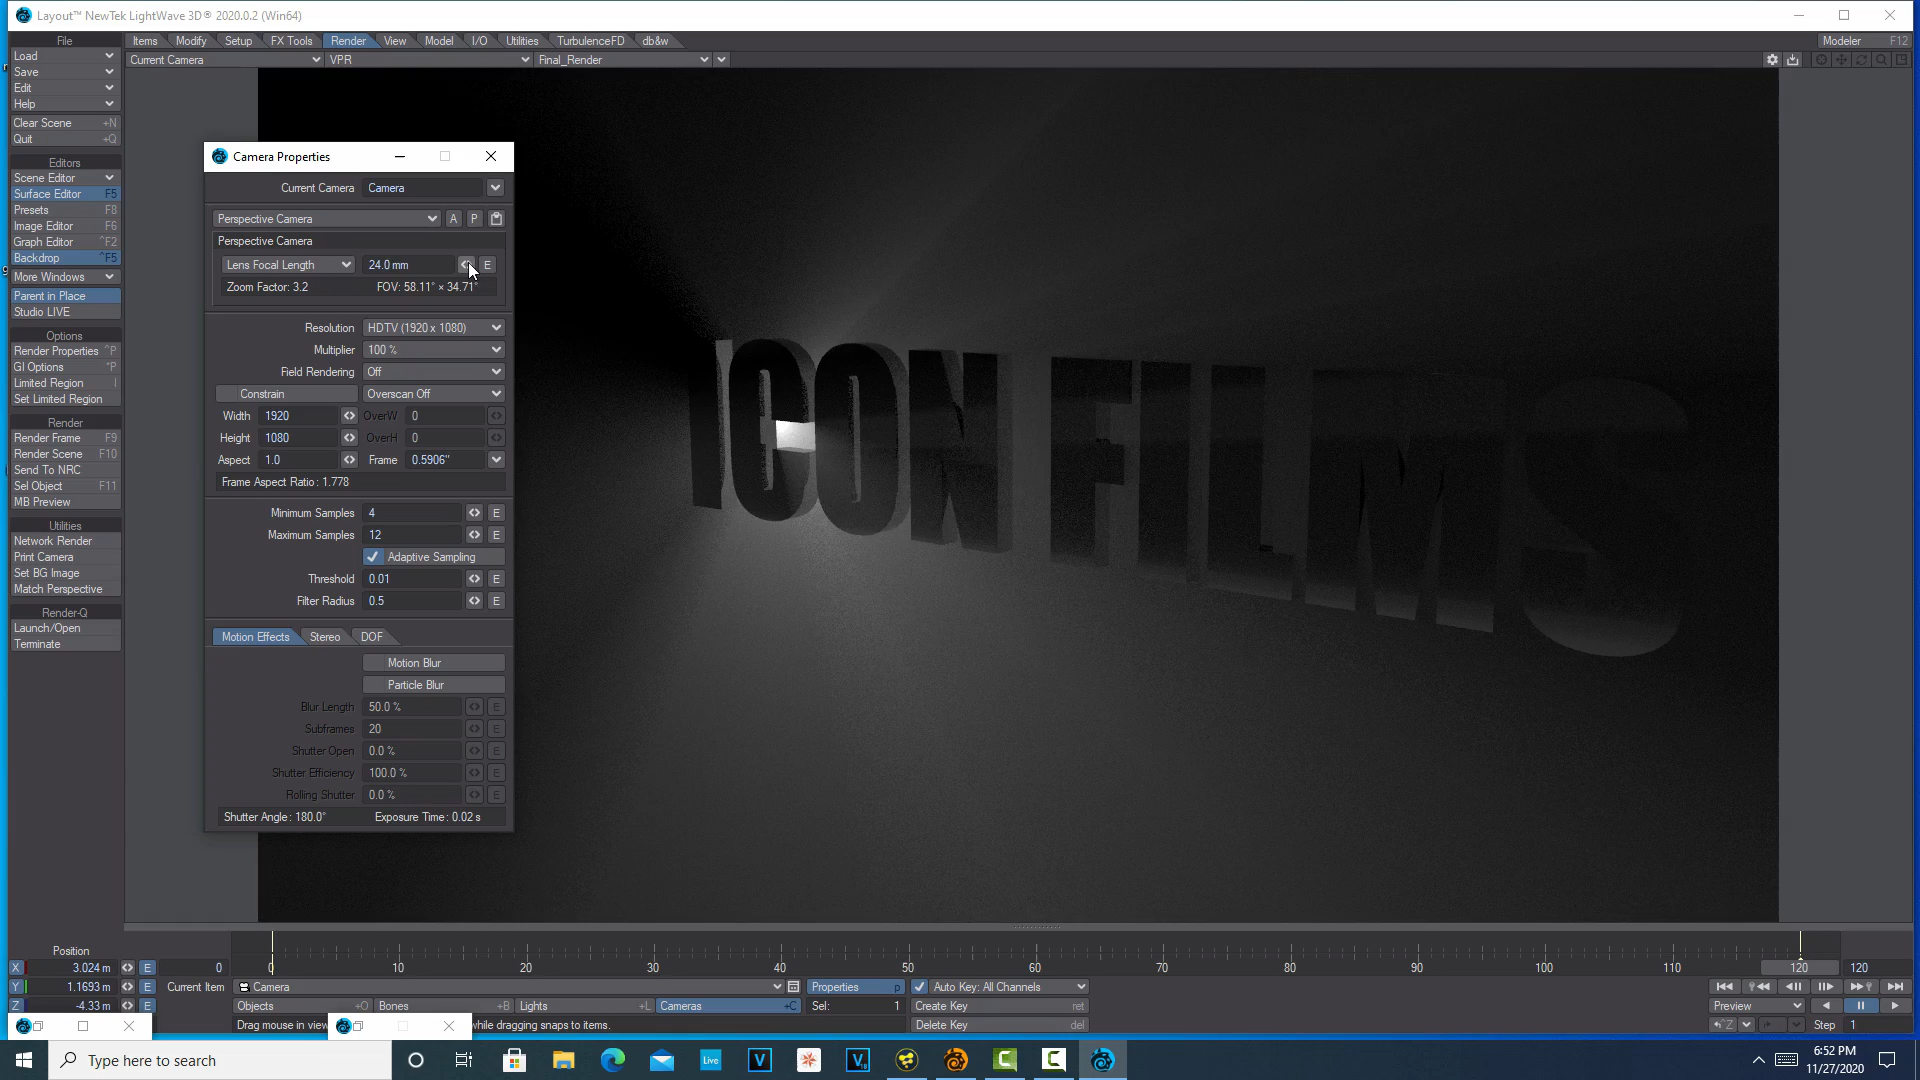 Layout™ NewTek LightWave 3D® 2020.0.2 (Win64)
File
Items Modify Setup FX Tools Render View Model I/O Utilities TurbulenceFD db&w
Modeler F12
Load
Current Camera VPR Final_Render
Save
Edit
Help
Clear Scene +N
Quit +Q
Editors
Scene Editor
Surface Editor F5
Presets F8
Image Editor F6
Graph Editor ^F2
Backdrop ^F5
More Windows
Parent in Place
Studio LIVE
Options
Render Properties ^P
GI Options *P
Limited Region l
Set Limited Region
Render
Render Frame F9
Render Scene F10
Send To NRC
Sel Object F11
MB Preview
Utilities
Network Render
Print Camera
Set BG Image
Match Perspective
Render-Q
Launch/Open
Terminate
Camera Properties
Current Camera Camera
Perspective Camera A P
Perspective Camera
Lens Focal Length 24.0 mm E
Zoom Factor: 3.2 FOV: 58.11° × 34.71°
Resolution HDTV (1920 x 1080)
Multiplier 100 %
Field Rendering Off
Constrain Overscan Off
Width 1920 OverW 0
Height 1080 OverH 0
Aspect 1.0 Frame 0.5906"
Frame Aspect Ratio: 1.778
Minimum Samples 4 E
Maximum Samples 12 E
Adaptive Sampling
Threshold 0.01 E
Filter Radius 0.5 E
Motion Effects Stereo DOF
Motion Blur
Particle Blur
Blur Length 50.0 % E
Subframes 20 E
Shutter Open 0.0 % E
Shutter Efficiency 100.0 % E
Rolling Shutter 0.0 % E
Shutter Angle: 180.0° Exposure Time: 0.02 s
ICON FILMS
Position
X 3.024 m E 0
0 10 20 30 40 50 60 70 80 90 100 110 120 120
Y 1.1693 m E Current Item Camera Properties p Auto Key: All Channels
Z -4.33 m E Objects +O Bones +B Lights +L Cameras +C Sel: 1 Create Key ret Preview
Drag mouse in view while dragging snaps to items. Delete Key del ^Z Step 1
Type here to search
Live
V
V
6:52 PM
11/27/2020